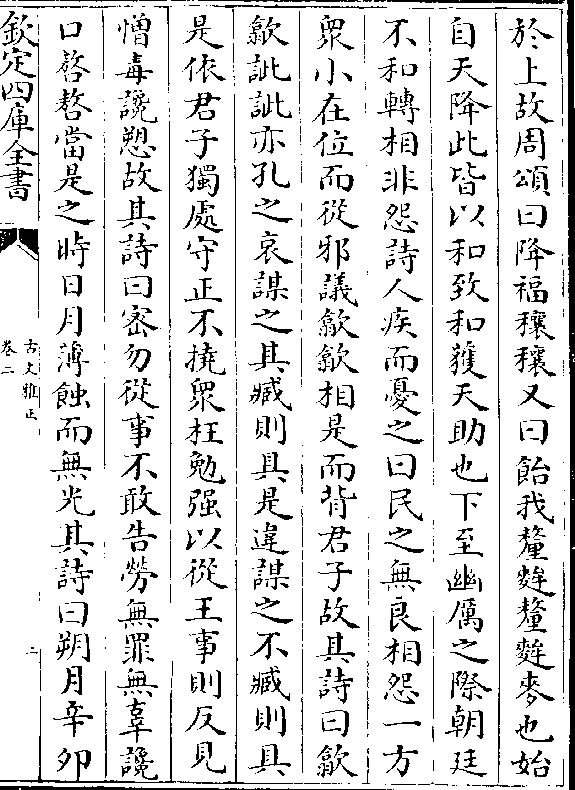 於上故周頌曰降福穰穰又曰飴我釐麰釐麰麥也始
自天降此皆以和致和獲天助也下至幽厲之際朝廷
不和轉相非怨詩人疾而憂之曰民之無良相怨一方
衆小在位而從邪議歙歙相是而背君子故其詩曰歙
歙訿訿亦孔之哀謀之其臧則具是違謀之不臧則具
是依君子獨處守正不撓衆枉勉强以從王事則反見
憎毒讒愬故其詩曰密勿從事不敢告勞無罪無辜讒
口嗸嗸當是之時日月薄蝕而無光其詩曰朔月辛卯
欽定四庫全書
古文雅正
卷二
二